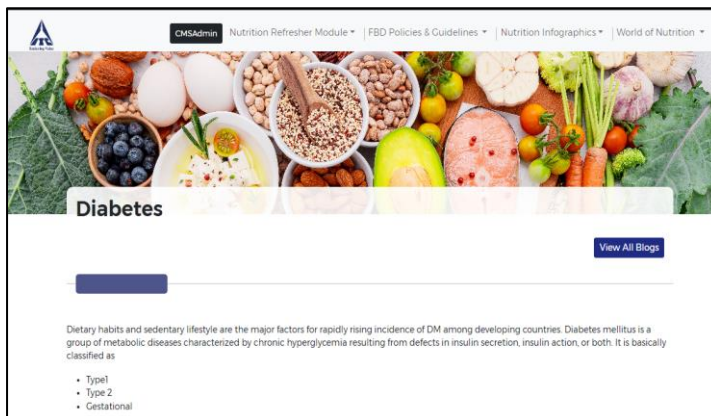 CMSAdmin
Nutrition Refresher Module
FBD Policies & Guidelines
Nutrition Infographics
World of Nutrition
Diabetes
View All Blogs
Dietary habits and sedentary lifestyle are the major factors for rapidly rising incidence of DM among developing countries. Diabetes mellitus is a
group of metabolic diseases characterized by chronic hyperglycemia resulting from defects in insulin secretion, insulin action, or both. It is basically
classified as
• Type1
• Type 2
• Gestational